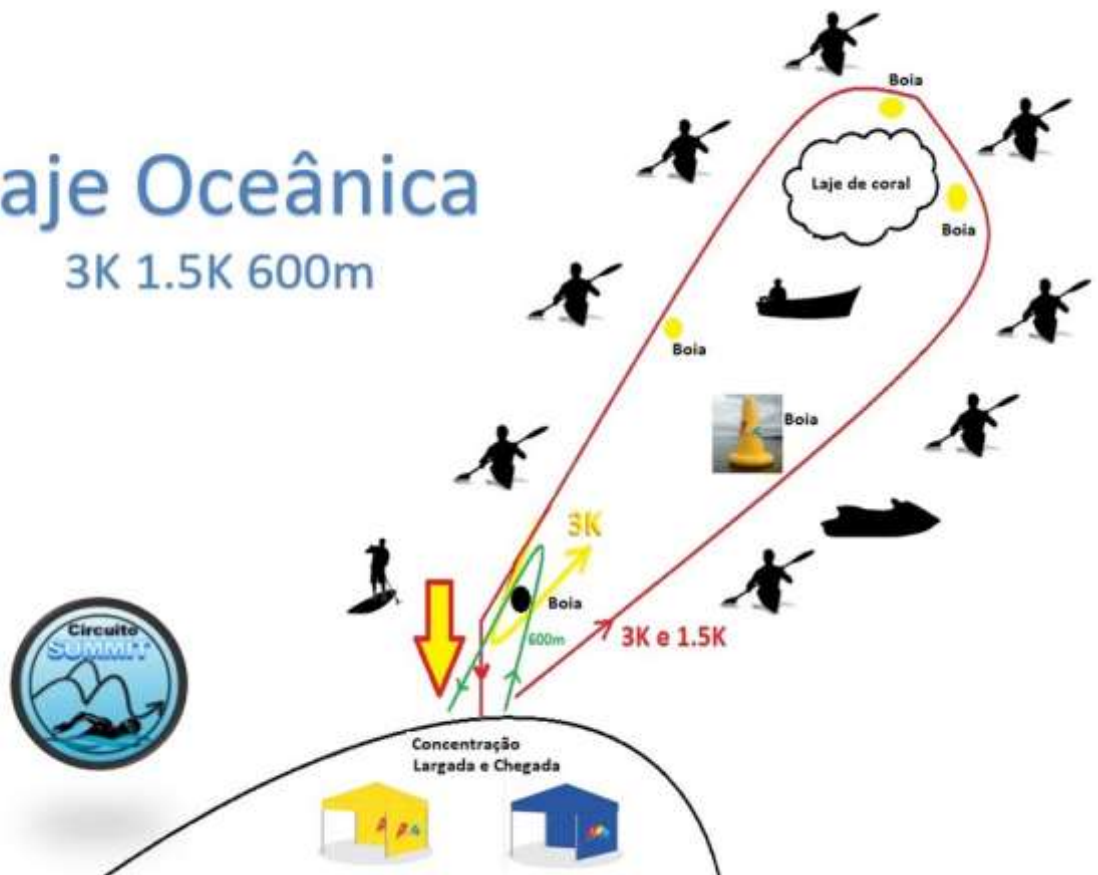 aje Oceânica
3K 1.5K 600m
Boia
Laje de coral
Boia
Boia
Boia
3K
Boia
600m
3K e 1.5K
Circuito
SUMMIT
Concentração
Largada e Chegada